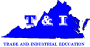 T & I
TRADE AND INDUSTRIAL EDUCATION